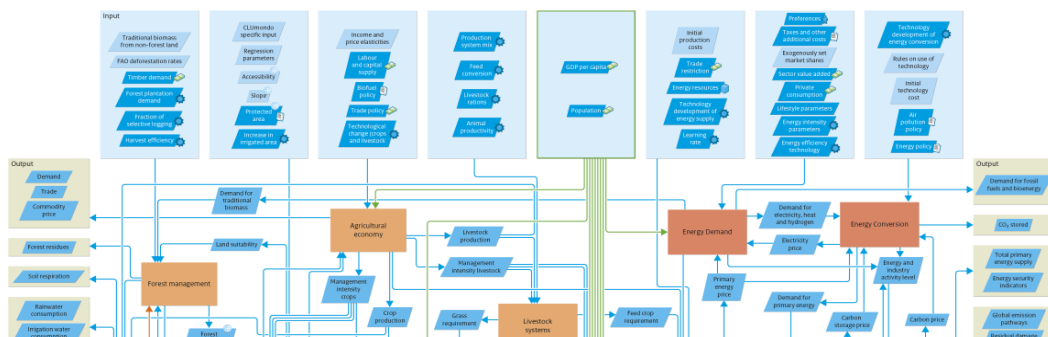 Input
Traditional biomass
from non-forest land
FAO deforestation rates
Timber demand
Forest plantation
demand
Fraction of
selective logging
Harvest efficiency
CLUmondo
specific input
Regression
parameters
Accessibility
Slope
Protected
area
Increase in
irrigated area
Income and
price elasticities
Labour
and capital
supply
Biofuel
policy
Trade policy
Technological
change (crops
and livestock
Production
system mix
Feed
conversion
Livestock
rations
Animal
productivity
GDP per capita
Population
Initial
production
costs
Trade
restriction
Energy resources
Technology
development of
energy supply
Learning
rate
Preferences
Taxes and other
additional costs
Exogenously set
market shares
Sector value added
Private
consumption
Lifestyle parameters
Energy intensity
parameters
Energy efficiency
technology
Technology
development of
energy conversion
Rules on use of
technology
Initial
technology
cost
Air
pollution
policy
Energy policy
Output
Demand
Trade
Commodity
price
Forest residues
Soil respiration
Rainwater
consumption
Irrigation water
consumption
Demand for
traditional
biomass
Land suitability
Forest management
Forest
Agricultural
economy
Management
intensity
crops
Crop
production
Livestock
production
Management
intensity livestock
Grass
requirement
Livestock
systems
Feed crop
requirement
Energy Demand
Primary
energy
price
Demand for
electricity, heat
and hydrogen
Electricity
price
Demand for
primary energy
Energy Conversion
Energy and
industry
activity level
Carbon
storage price
Carbon price
Output
Demand for fossil
fuels and bioenergy
CO₂ stored
Total primary
energy supply
Energy security
indicators
Global emission
pathways
Residual damage